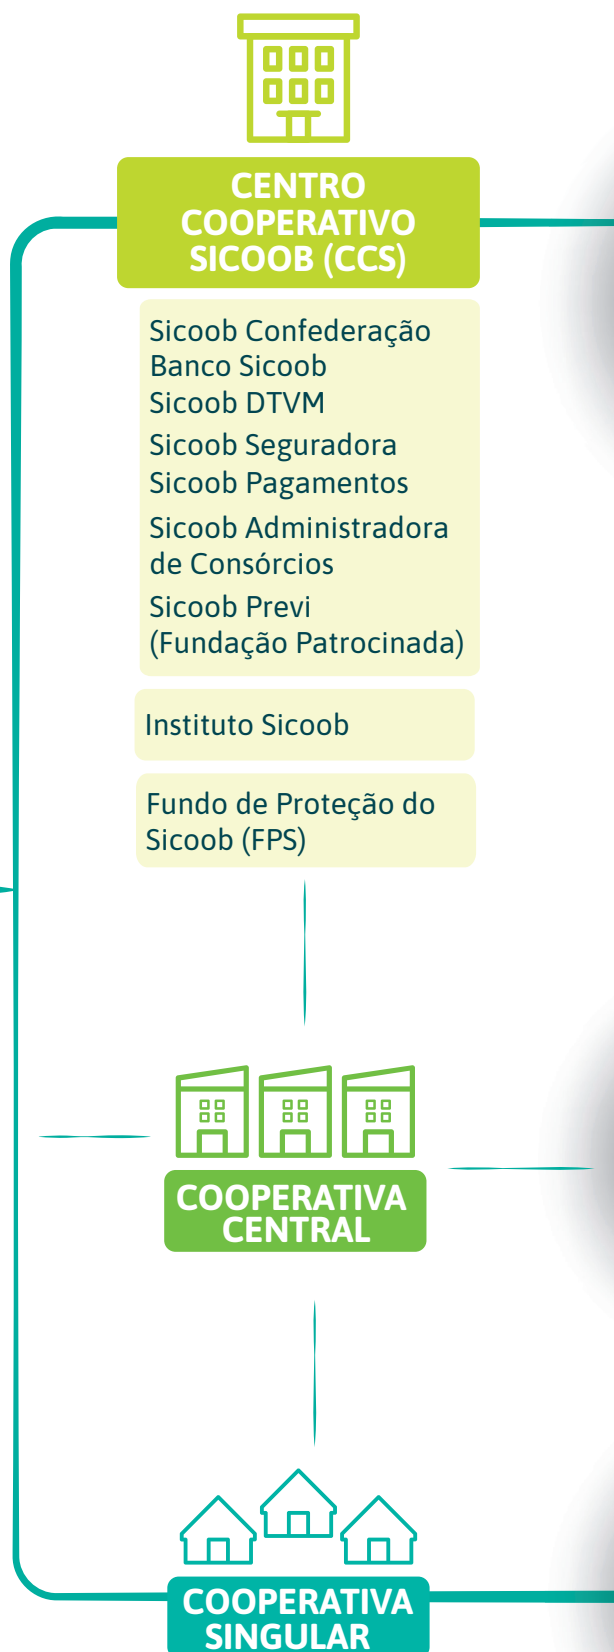 CENTRO
COOPERATIVO
SICOOB (CCS)
Sicoob Confederação
Banco Sicoob
Sicoob DTVM
Sicoob Seguradora
Sicoob Pagamentos
Sicoob Administradora
de Consórcios
Sicoob Previ
(Fundação Patrocinada)
Instituto Sicoob
Fundo de Proteção do
Sicoob (FPS)
COOPERATIVA
CENTRAL
COOPERATIVA
SINGULAR